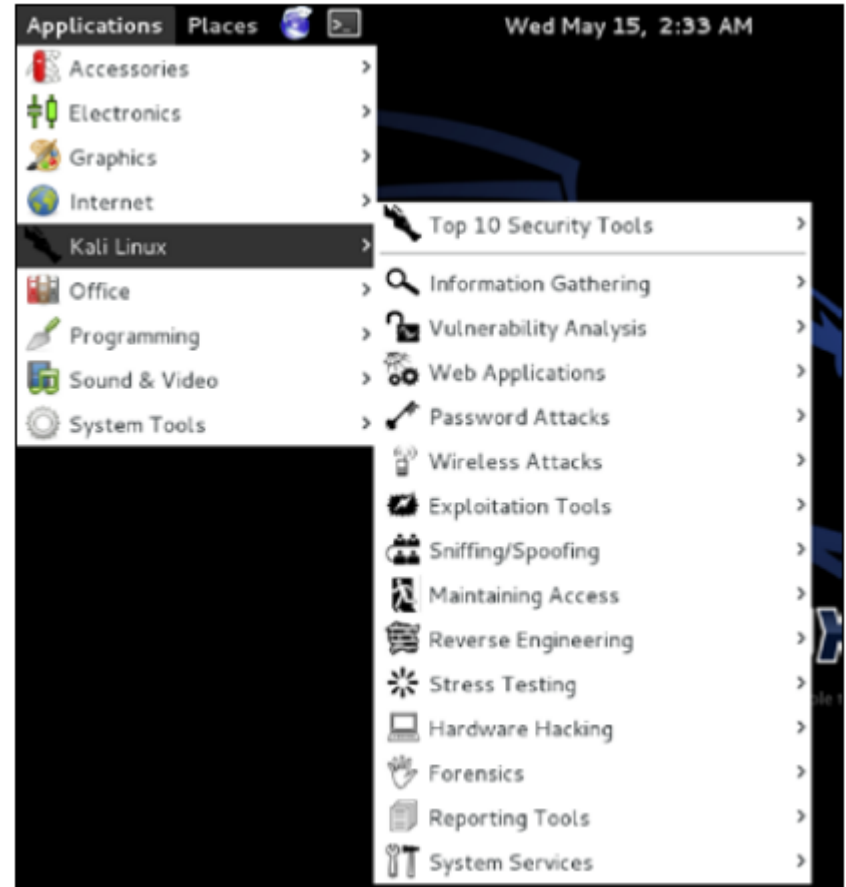 Applications Places Wed May 15, 2:33 AM
Accessories
Electronics
Graphics
Internet
Kali Linux
Office
Programming
Sound & Video
System Tools
Top 10 Security Tools
Information Gathering
Vulnerability Analysis
Web Applications
Password Attacks
Wireless Attacks
Exploitation Tools
Sniffing/Spoofing
Maintaining Access
Reverse Engineering
Stress Testing
Hardware Hacking
Forensics
Reporting Tools
System Services